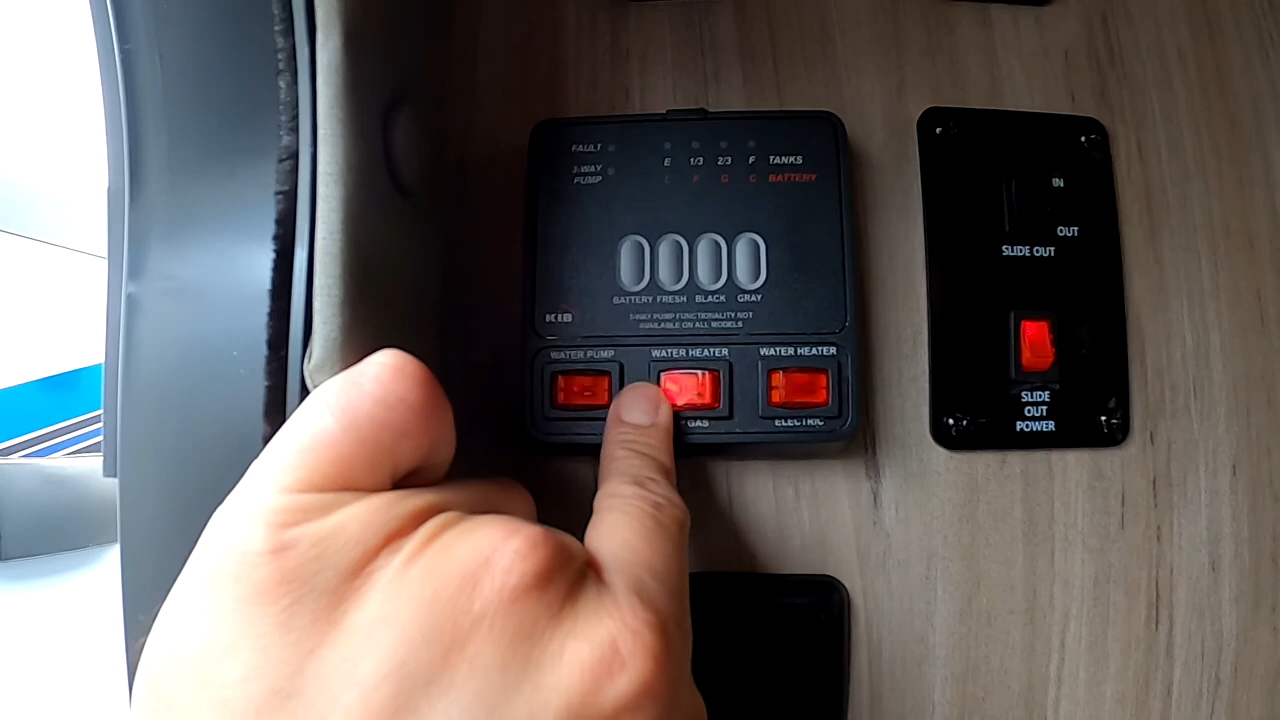 FAULT
E 1/3 2/3 F TANKS
3-WAY
PUMP
F G C BATTERY
BATTERY FRESH BLACK GRAY
KIB
3-WAY PUMP FUNCTIONALITY NOT
AVAILABLE ON ALL MODELS
WATER PUMP
WATER HEATER
WATER HEATER
GAS
ELECTRIC
IN
OUT
SLIDE OUT
SLIDE
OUT
POWER